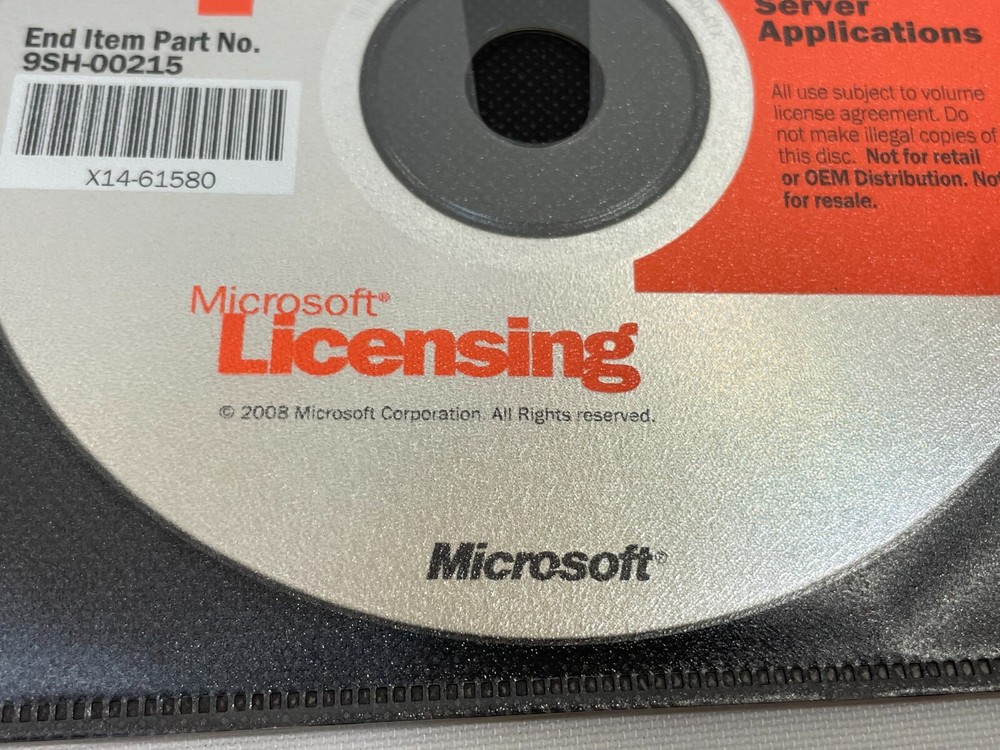 End Item Part No.
9SH-00215
X14-61580
Server
Applications
All use subject to volume
license agreement. Do
not make illegal copies of
this disc. Not for retail
or OEM Distribution. Not
for resale.
Microsoft®
Licensing
© 2008 Microsoft Corporation. All Rights reserved.
Microsoft®